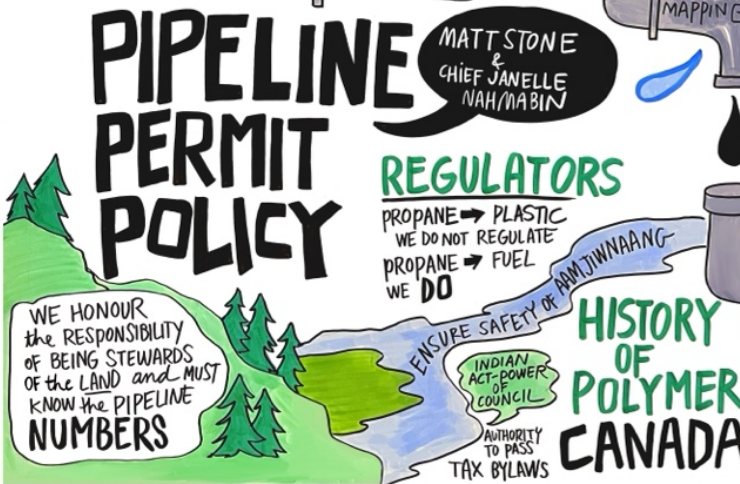 PIPELINE
PERMIT
POLICY
MATT STONE
&
CHIEF JANELLE
NAHMABIN
MAPPING
REGULATORS
PROPANE → PLASTIC
WE DO NOT REGULATE
PROPANE → FUEL
WE DO
WE HONOUR
the RESPONSIBILITY
OF BEING STEWARDS
OF the LAND and MUST
KNOW the PIPELINE
NUMBERS
ENSURE SAFETY OF AAMJIWNAANG
INDIAN
ACT-POWER
OF
COUNCIL
AUTHORITY
TO PASS
TAX BYLAWS
HISTORY
OF
POLYMER
CANADA